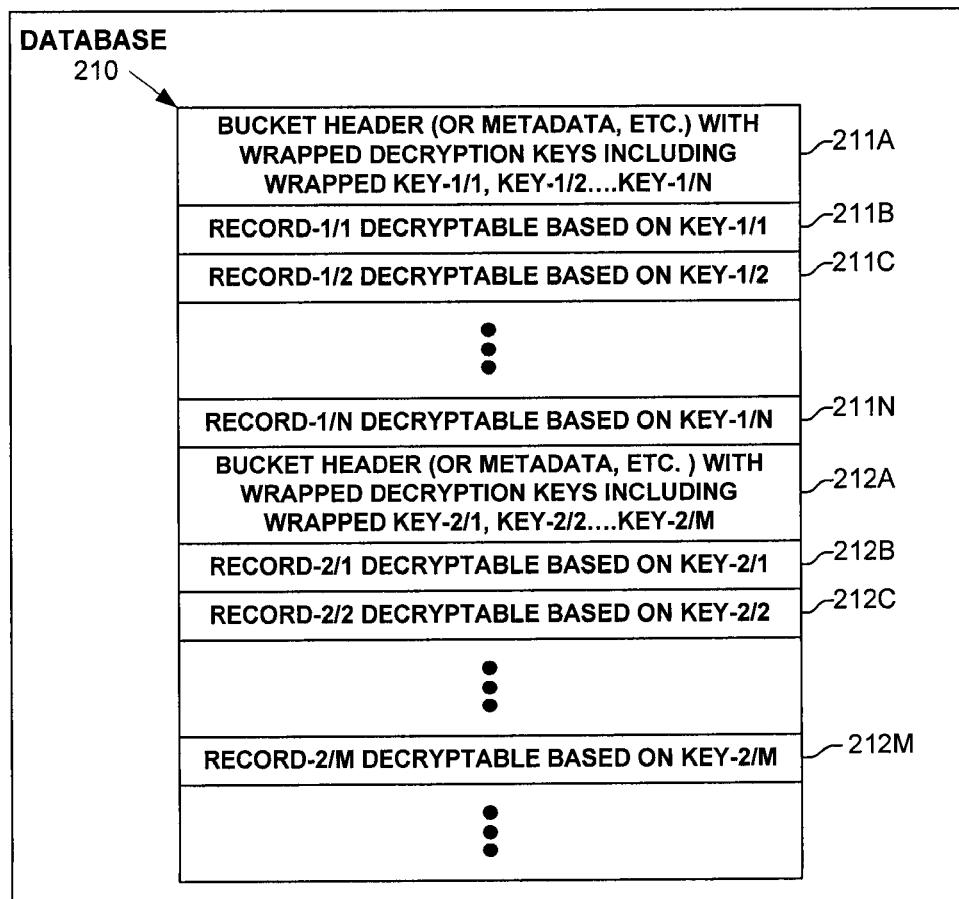 DATABASE
210
BUCKET HEADER (OR METADATA, ETC.) WITH
WRAPPED DECRYPTION KEYS INCLUDING
WRAPPED KEY-1/1, KEY-1/2....KEY-1/N
211A
RECORD-1/1 DECRYPTABLE BASED ON KEY-1/1
211B
RECORD-1/2 DECRYPTABLE BASED ON KEY-1/2
211C
RECORD-1/N DECRYPTABLE BASED ON KEY-1/N
211N
BUCKET HEADER (OR METADATA, ETC. ) WITH
WRAPPED DECRYPTION KEYS INCLUDING
WRAPPED KEY-2/1, KEY-2/2....KEY-2/M
212A
RECORD-2/1 DECRYPTABLE BASED ON KEY-2/1
212B
RECORD-2/2 DECRYPTABLE BASED ON KEY-2/2
212C
RECORD-2/M DECRYPTABLE BASED ON KEY-2/M
212M